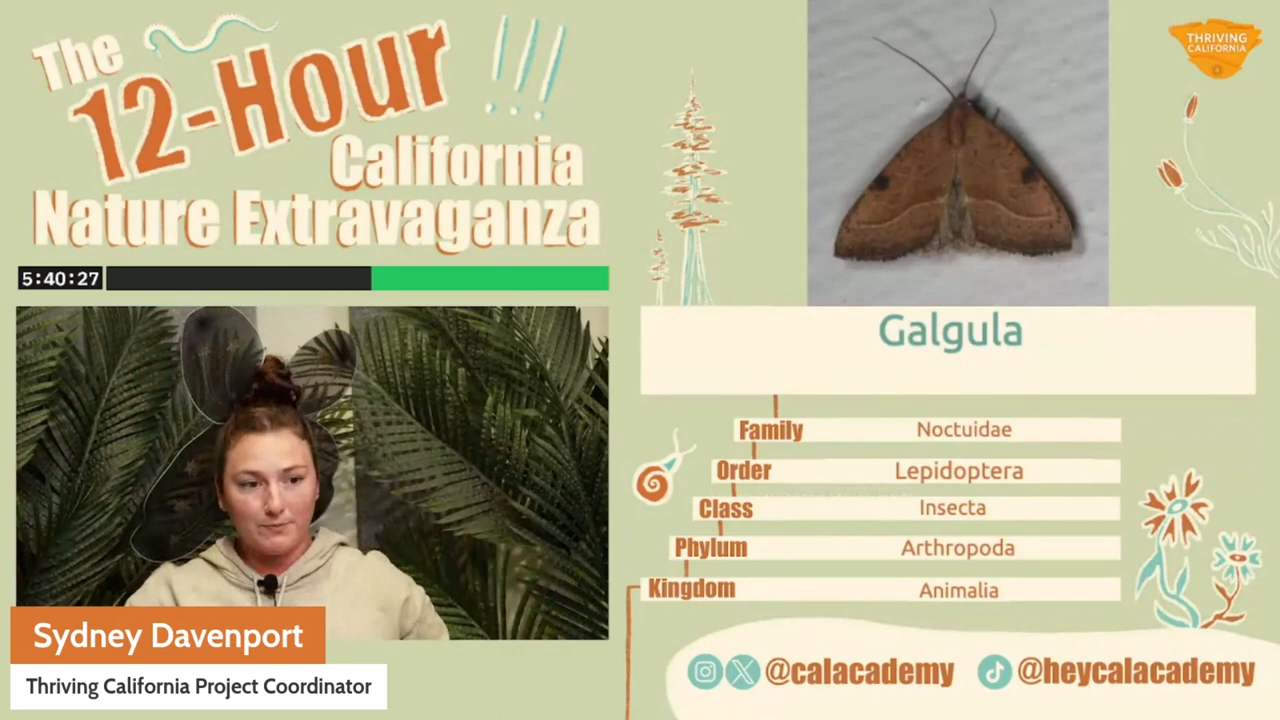 The
12-Hour !!!
California
Nature Extravaganza
5:40:27
Sydney Davenport
Thriving California Project Coordinator
THRIVING
CALIFORNIA
Galgula
Family Noctuidae
Order Lepidoptera
Class Insecta
Phylum Arthropoda
Kingdom Animalia
@calacademy @heycalacademy